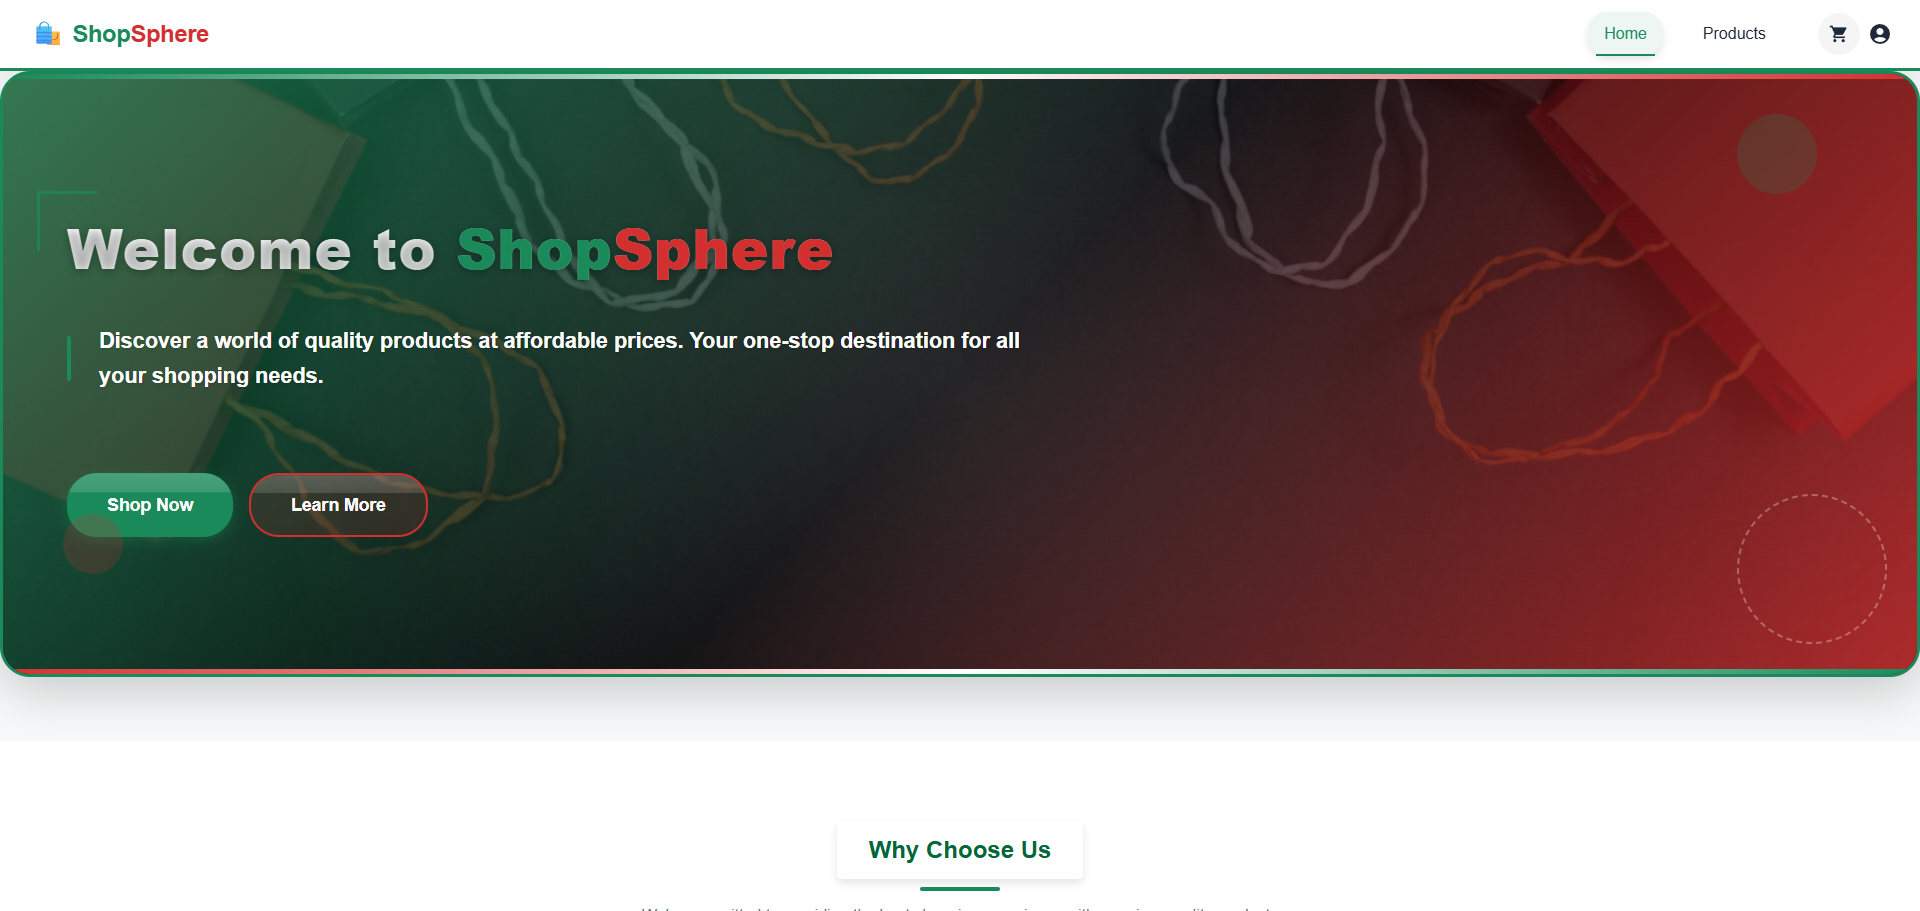 ShopSphere
Home
Products
Welcome to ShopSphere
Discover a world of quality products at affordable prices. Your one-stop destination for all
your shopping needs.
Shop Now
Learn More
Why Choose Us